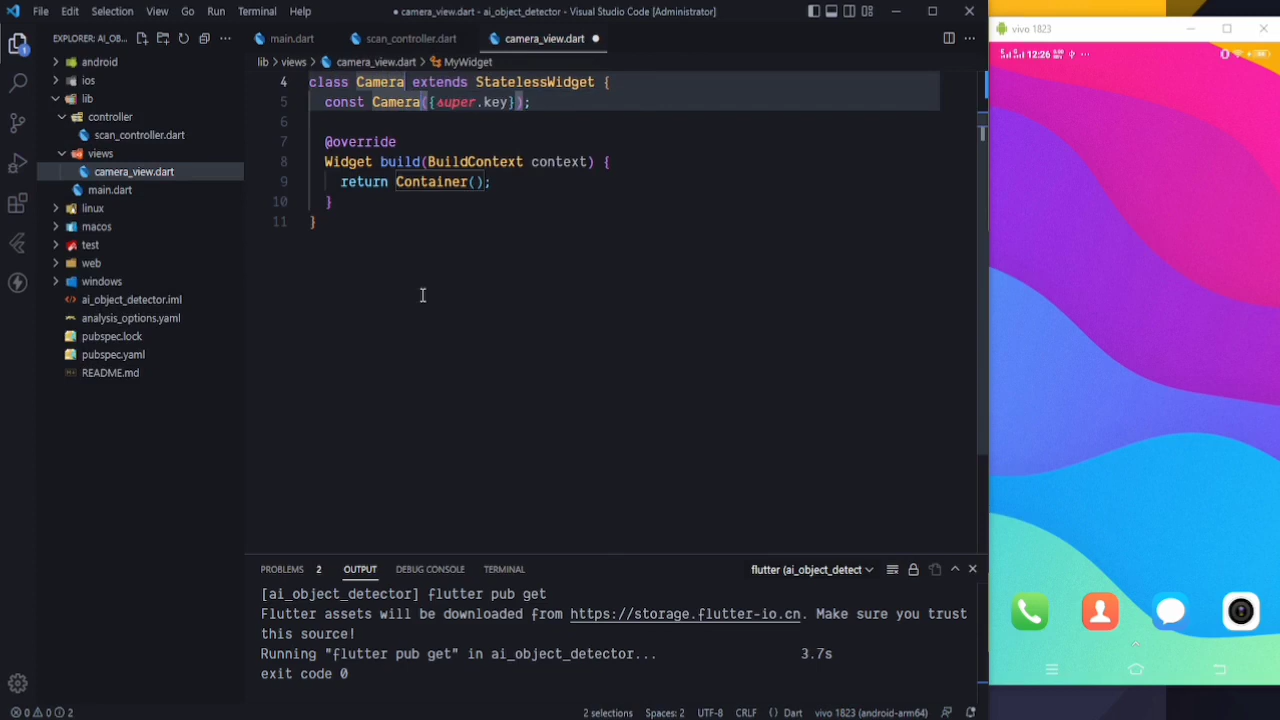 File Edit Selection View Go Run Terminal Help
● camera_view.dart - ai_object_detector - Visual Studio Code [Administrator]
vivo 1823
EXPLORER: AI_OB...
main.dart
scan_controller.dart
camera_view.dart ●
lib > views > camera_view.dart > MyWidget
android
ios
lib
controller
scan_controller.dart
views
camera_view.dart
main.dart
linux
macos
test
web
windows
ai_object_detector.iml
analysis_options.yaml
pubspec.lock
pubspec.yaml
README.md
1
4 class Camera extends StatelessWidget {
5 const Camera({super.key});
6
7 @override
8 Widget build(BuildContext context) {
9 return Container();
10 }
11 }
PROBLEMS 2 OUTPUT DEBUG CONSOLE TERMINAL
flutter (ai_object_detect
[ai_object_detector] flutter pub get
Flutter assets will be downloaded from https://storage.flutter-io.cn. Make sure you trust
this source!
Running "flutter pub get" in ai_object_detector... 3.7s
exit code 0
0 0 2
2 selections Spaces: 2 UTF-8 CRLF {} Dart vivo 1823 (android-arm64)
12:26